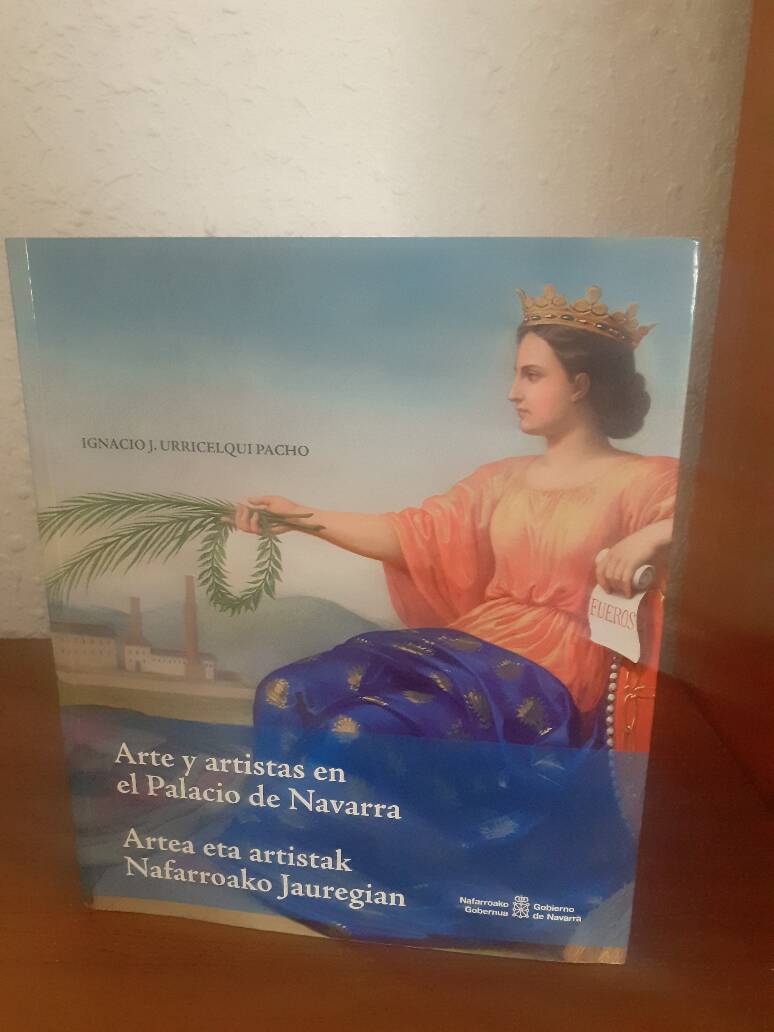 IGNACIO J. URRICELQUI PACHO
FUEROS
Arte y artistas en
el Palacio de Navarra
Artea eta artistak
Nafarroako Jauregian
Nafarroako
Gobernua
Gobierno
de Navarra